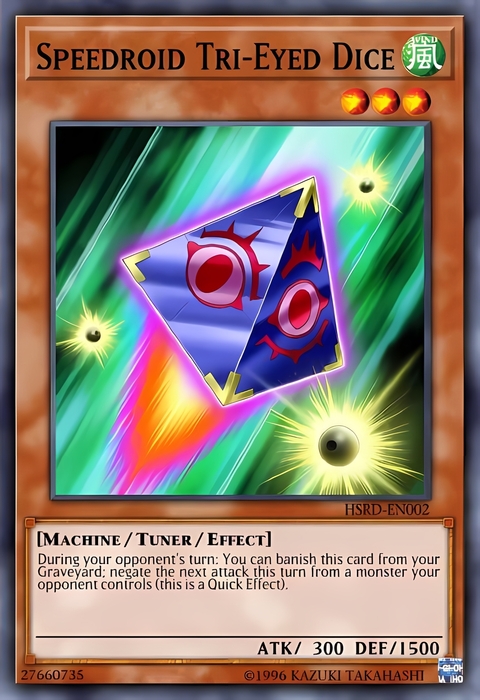 SPEEDROID TRI-EYED DICE
風
HSRD-EN002
[MACHINE / TUNER / EFFECT]
During your opponent's turn: You can banish this card from your
Graveyard; negate the next attack this turn from a monster your
opponent controls (this is a Quick Effect).
ATK/ 300 DEF/1500
27660735
©1996 KAZUKI TAKAHASHI